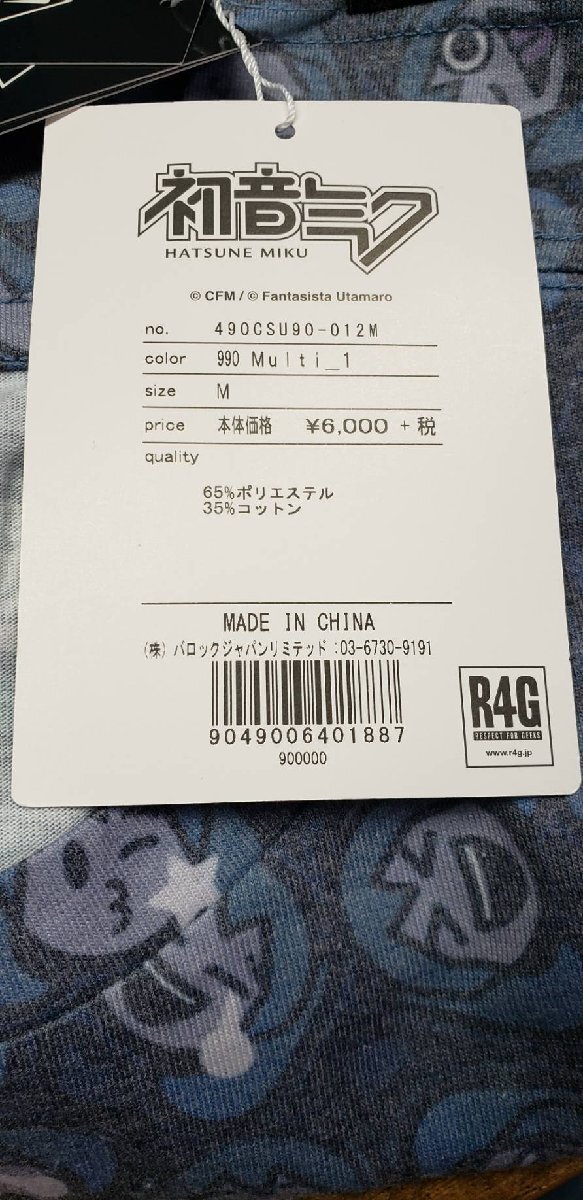 初音ミク
HATSUNE MIKU
© CFM / © Fantasista Utamaro
no. 490CSU90-012M
color 990 Multi_1
size M
price 本体価格 ¥6,000 + 税
quality
65%ポリエステル
35%コットン
MADE IN CHINA
(株) バロックジャパンリミテッド :03-6730-9191
9049006401887
900000
R4G
RESPECT FOR GEEKS
www.r4g.jp